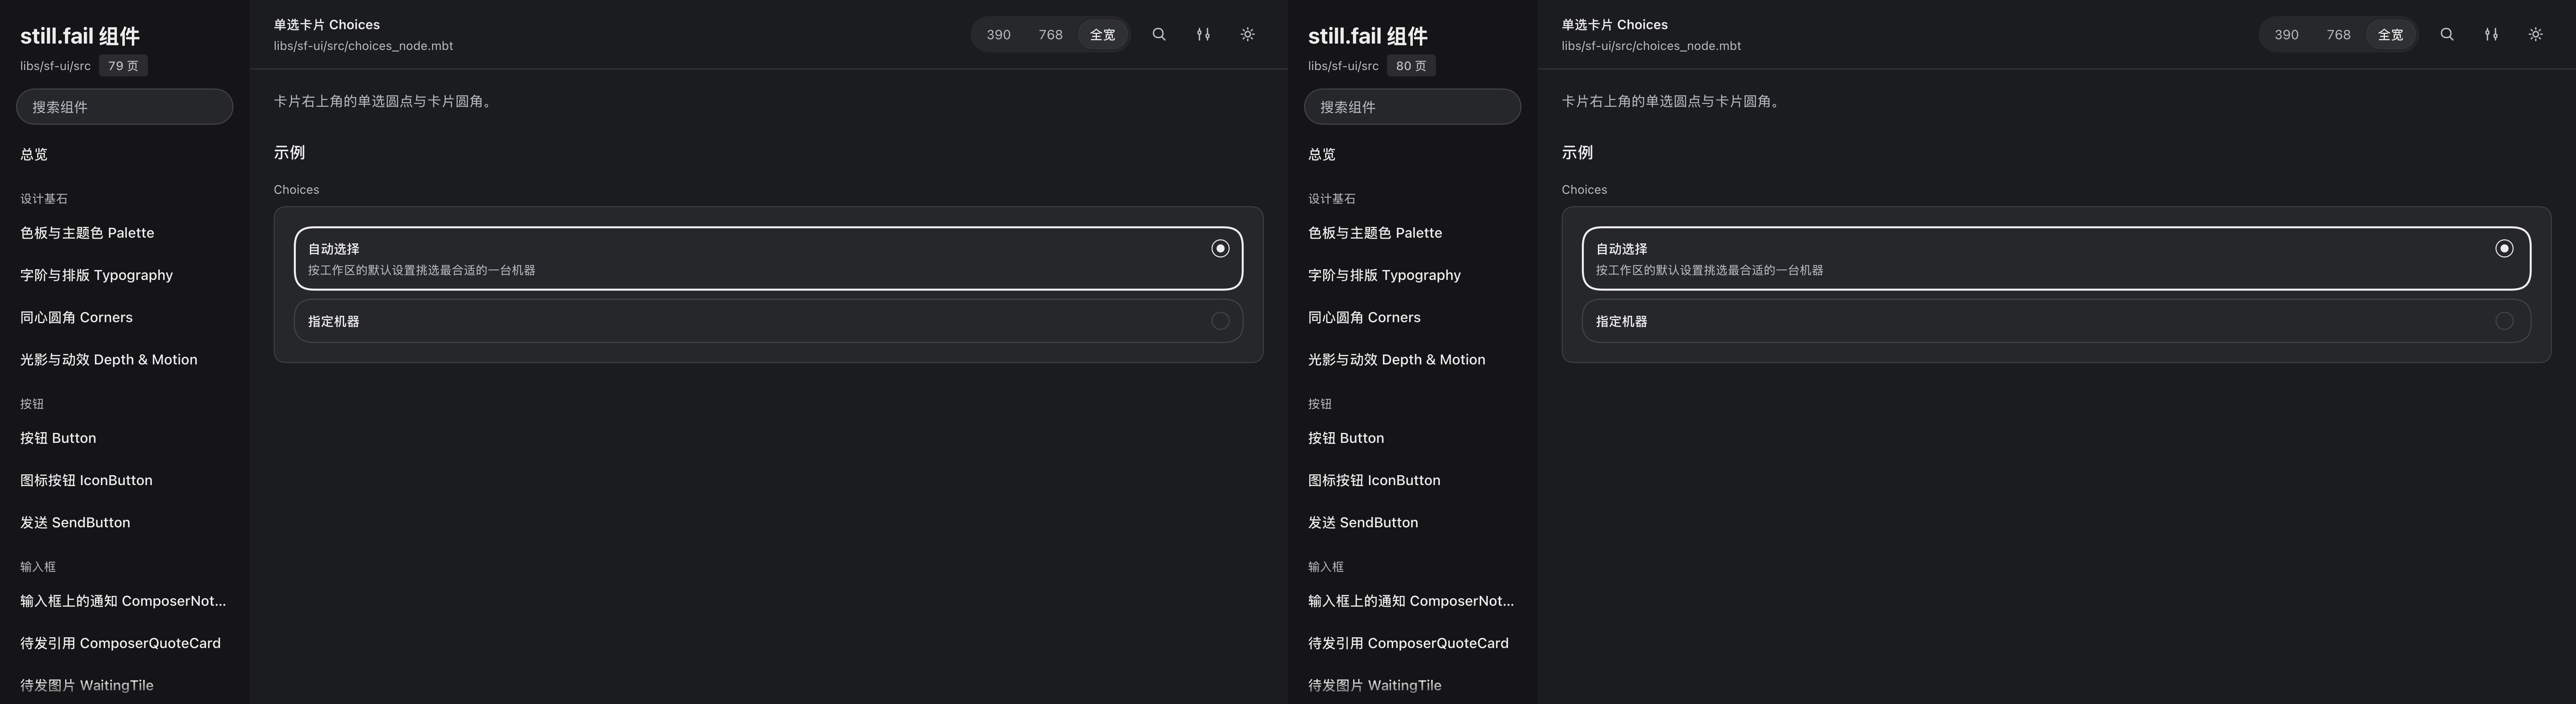 still.fail 组件
libs/sf-ui/src 79 页
搜索组件
总览
设计基石
色板与主题色 Palette
字阶与排版 Typography
同心圆角 Corners
光影与动效 Depth & Motion
按钮
按钮 Button
图标按钮 IconButton
发送 SendButton
输入框
输入框上的通知 ComposerNot...
待发引用 ComposerQuoteCard
待发图片 WaitingTile
单选卡片 Choices
libs/sf-ui/src/choices_node.mbt
390 768 全宽
卡片右上角的单选圆点与卡片圆角。
示例
Choices
自动选择
按工作区的默认设置挑选最合适的一台机器
指定机器
still.fail 组件
libs/sf-ui/src 80 页
搜索组件
总览
设计基石
色板与主题色 Palette
字阶与排版 Typography
同心圆角 Corners
光影与动效 Depth & Motion
按钮
按钮 Button
图标按钮 IconButton
发送 SendButton
输入框
输入框上的通知 ComposerNot...
待发引用 ComposerQuoteCard
待发图片 WaitingTile
单选卡片 Choices
libs/sf-ui/src/choices_node.mbt
390 768 全宽
卡片右上角的单选圆点与卡片圆角。
示例
Choices
自动选择
按工作区的默认设置挑选最合适的一台机器
指定机器